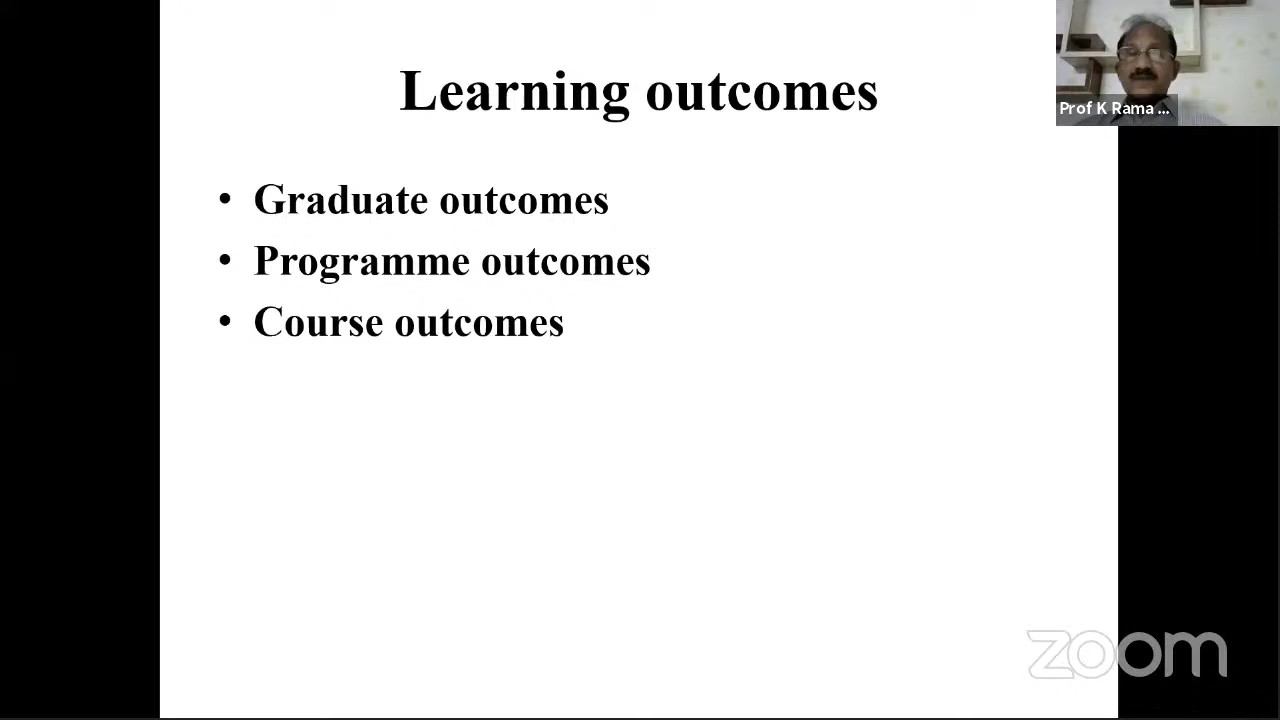 Learning outcomes
Prof K Rama ...
• Graduate outcomes
• Programme outcomes
• Course outcomes
zoom